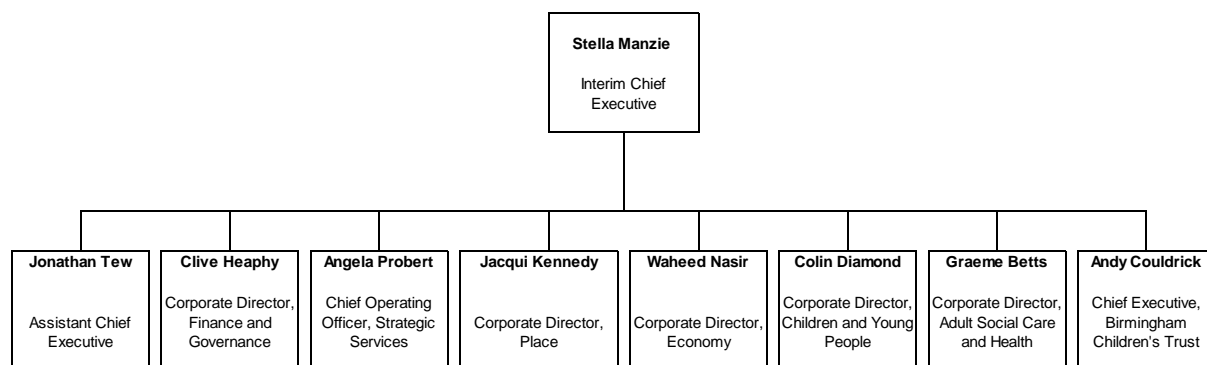 Stella Manzie
Interim Chief
Executive
Jonathan Tew
Assistant Chief
Executive
Clive Heaphy
Corporate Director,
Finance and
Governance
Angela Probert
Chief Operating
Officer, Strategic
Services
Jacqui Kennedy
Corporate Director,
Place
Waheed Nasir
Corporate Director,
Economy
Colin Diamond
Corporate Director,
Children and Young
People
Graeme Betts
Corporate Director,
Adult Social Care
and Health
Andy Couldrick
Chief Executive,
Birmingham
Children's Trust